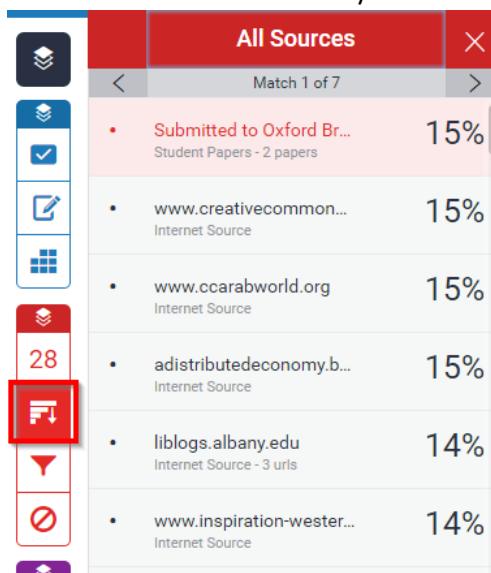 All Sources
Match 1 of 7
Submitted to Oxford Br...
Student Papers - 2 papers
15%
www.creativecommon...
Internet Source
15%
www.ccarabworld.org
Internet Source
15%
28
adistributedeconomy.b...
Internet Source
15%
liblogs.albany.edu
Internet Source - 3 urls
14%
www.inspiration-wester...
Internet Source
14%